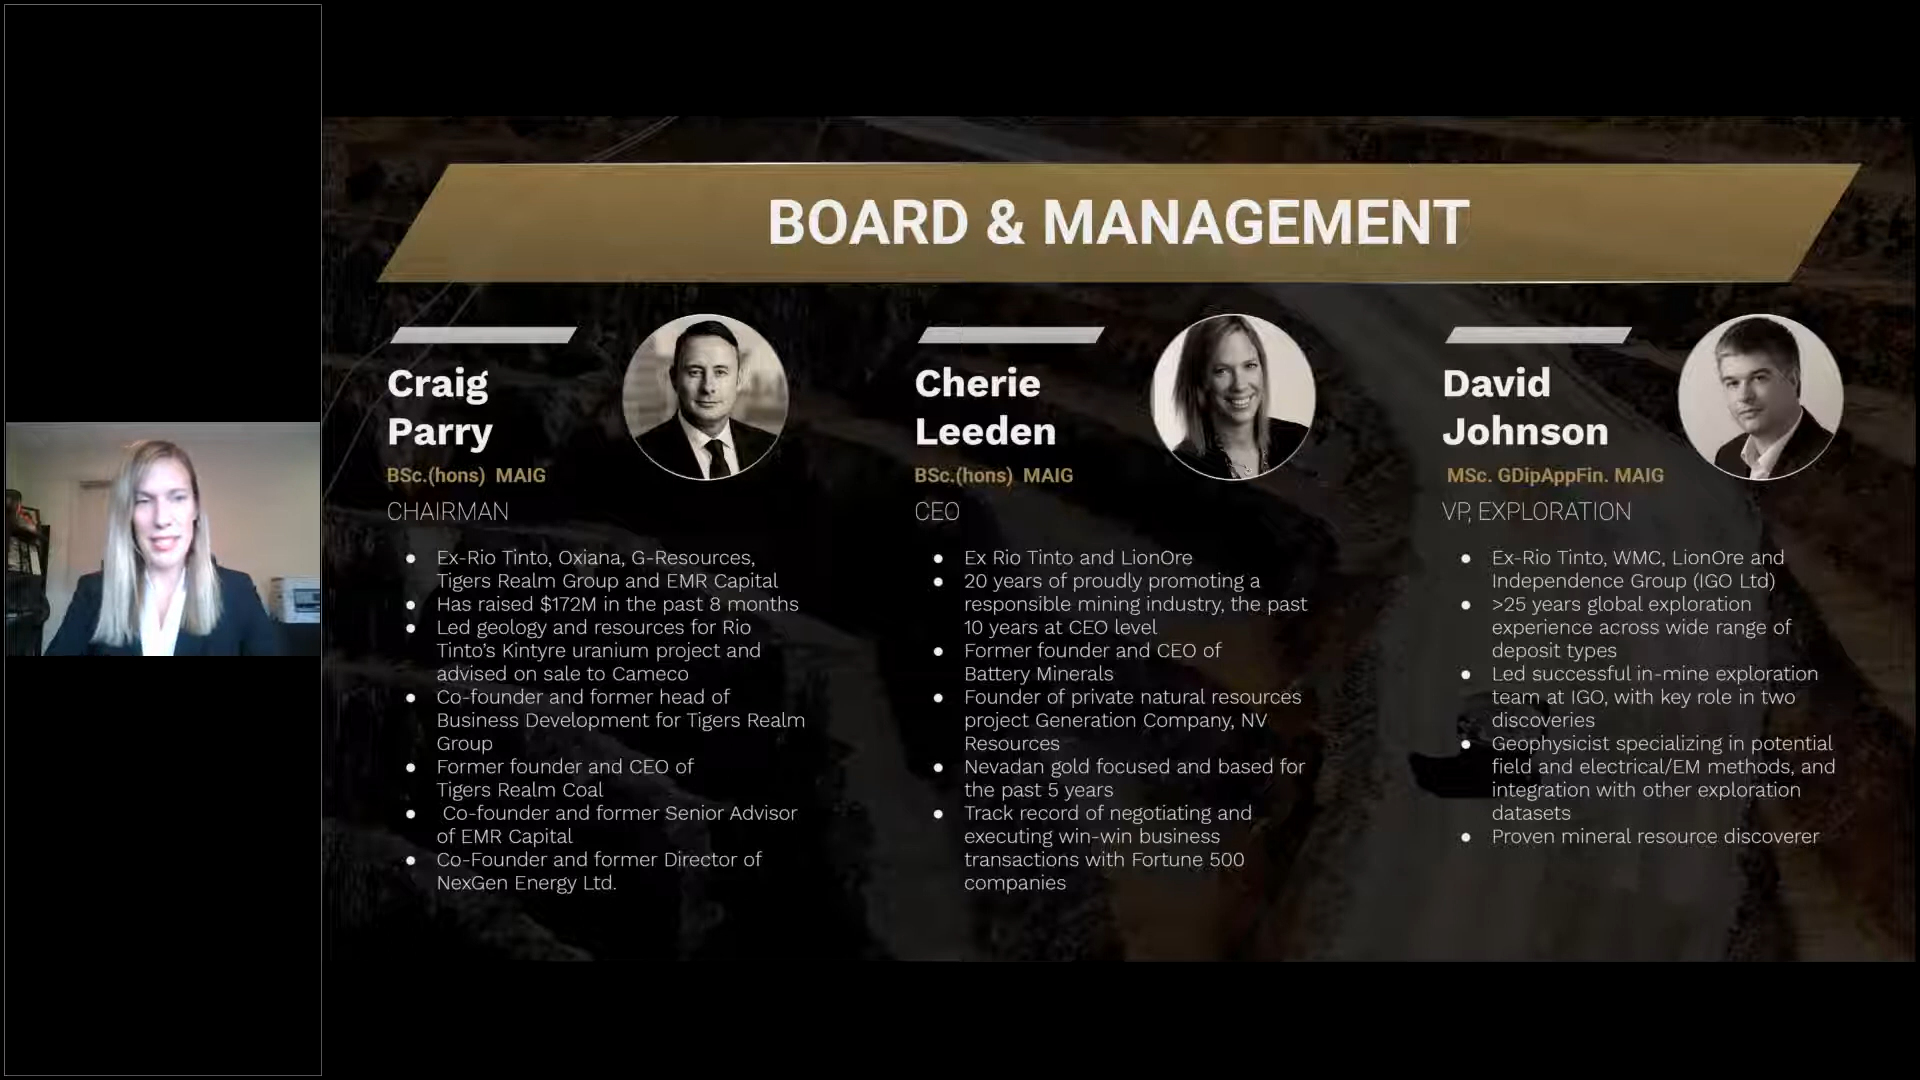 BOARD & MANAGEMENT
Craig
Parry
BSc.(hons) MAIG
CHAIRMAN
● Ex-Rio Tinto, Oxiana, G-Resources,
Tigers Realm Group and EMR Capital
● Has raised $172M in the past 8 months
● Led geology and resources for Rio
Tinto’s Kintyre uranium project and
advised on sale to Cameco
● Co-founder and former head of
Business Development for Tigers Realm
Group
● Former founder and CEO of
Tigers Realm Coal
● Co-founder and former Senior Advisor
of EMR Capital
● Co-Founder and former Director of
NexGen Energy Ltd.
Cherie
Leeden
BSc.(hons) MAIG
CEO
● Ex Rio Tinto and LionOre
● 20 years of proudly promoting a
responsible mining industry, the past
10 years at CEO level
● Former founder and CEO of
Battery Minerals
● Founder of private natural resources
project Generation Company, NV
Resources
● Nevadan gold focused and based for
the past 5 years
● Track record of negotiating and
executing win-win business
transactions with Fortune 500
companies
David
Johnson
MSc. GDipAppFin. MAIG
VP, EXPLORATION
● Ex-Rio Tinto, WMC, LionOre and
Independence Group (IGO Ltd)
● >25 years global exploration
experience across wide range of
deposit types
● Led successful in-mine exploration
team at IGO, with key role in two
discoveries
● Geophysicist specializing in potential
field and electrical/EM methods, and
integration with other exploration
datasets
● Proven mineral resource discoverer